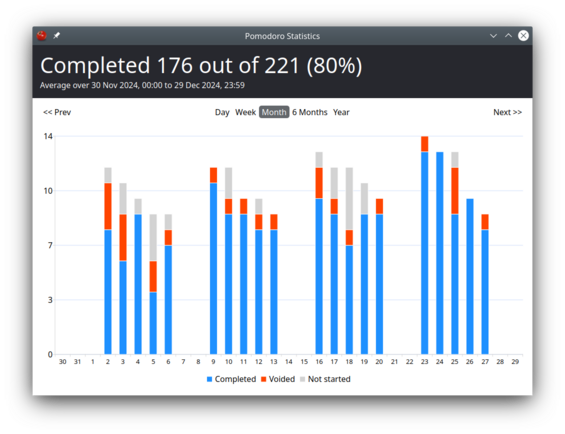 Pomodoro Statistics
Completed 176 out of 221 (80%)
Average over 30 Nov 2024, 00:00 to 29 Dec 2024, 23:59
<< Prev Day Week Month 6 Months Year Next >>
14
10
7
3
0
30 31 1 2 3 4 5 6 7 8 9 10 11 12 13 14 15 16 17 18 19 20 21 22 23 24 25 26 27 28 29
Completed Voided Not started